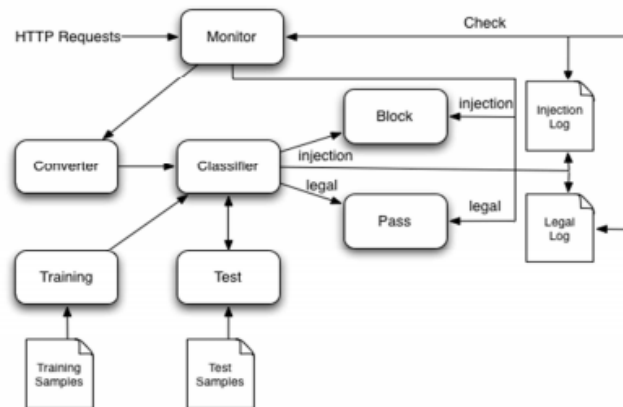 Check
HTTP Requests
Monitor
Block
injection
Injection
Log
Converter
Classifier
injection
legal
Pass
legal
Legal
Log
Training
Test
Training
Samples
Test
Samples